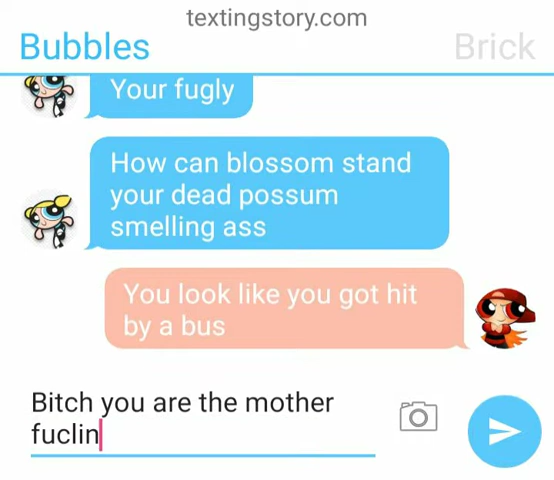 textingstory.com
Bubbles
Brick
Your fugly
How can blossom stand
your dead possum
smelling ass
You look like you got hit
by a bus
Bitch you are the mother
fuclin